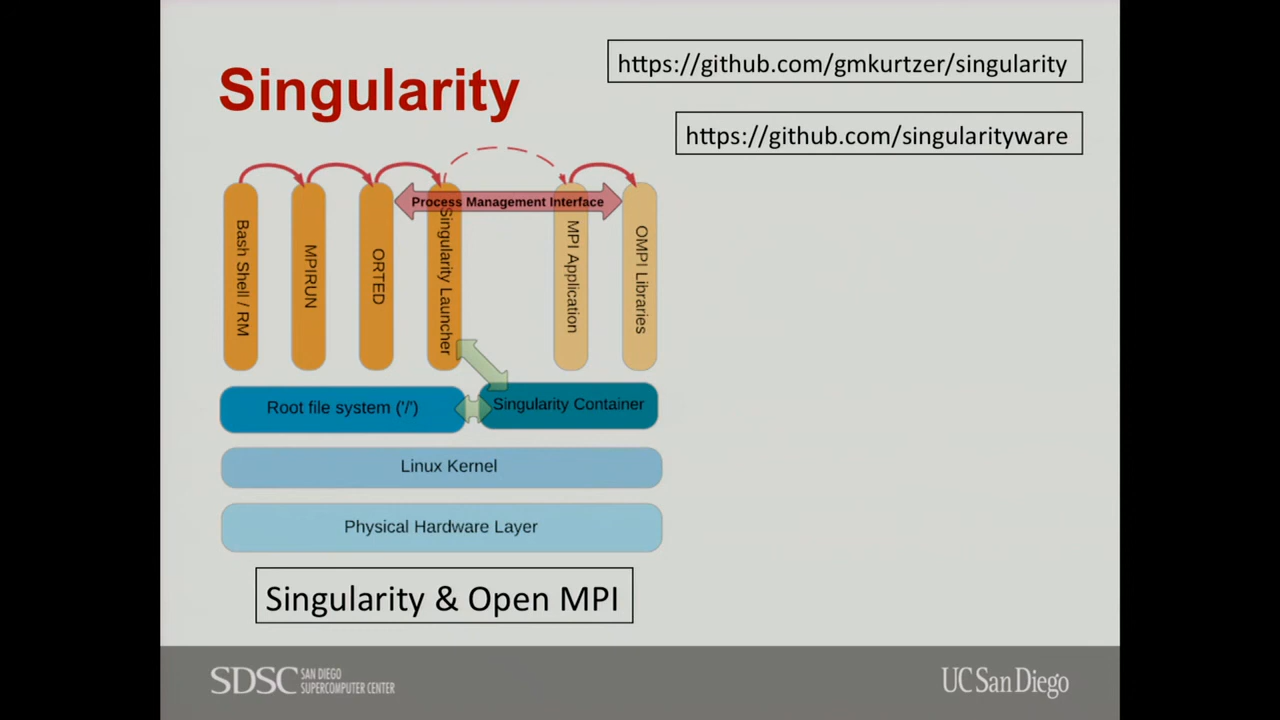 https://github.com/gmkurtzer/singularity
Singularity
https://github.com/singularityware
Process Management Interface
Bash Shell / RM
MPIRUN
ORTED
Singularity Launcher
MPI Application
OMPI Libraries
Root file system ('/')
Singularity Container
Linux Kernel
Physical Hardware Layer
Singularity & Open MPI
SDSC SAN DIEGO
SUPERCOMPUTER CENTER
UC San Diego